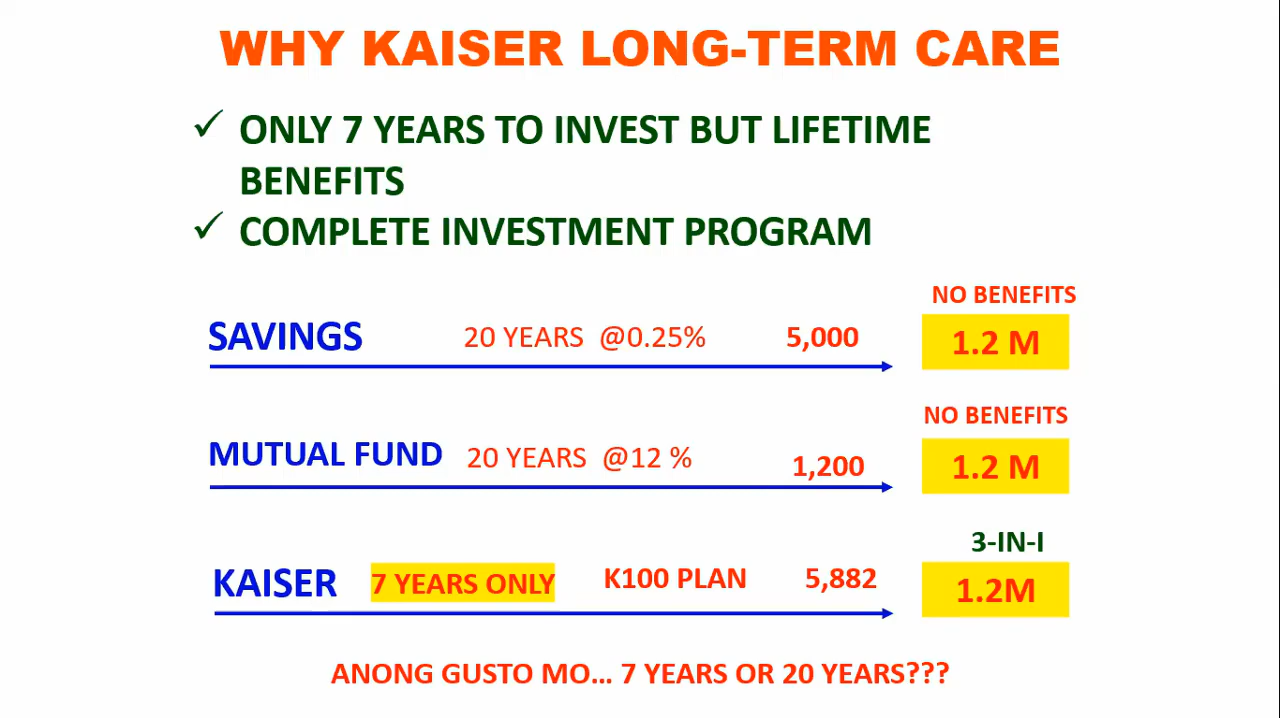 WHY KAISER LONG-TERM CARE
✓ ONLY 7 YEARS TO INVEST BUT LIFETIME
BENEFITS
✓ COMPLETE INVESTMENT PROGRAM
NO BENEFITS
SAVINGS 20 YEARS @0.25% 5,000 1.2 M
NO BENEFITS
MUTUAL FUND 20 YEARS @12 % 1,200 1.2 M
3-IN-I
KAISER 7 YEARS ONLY K100 PLAN 5,882 1.2M
ANONG GUSTO MO... 7 YEARS OR 20 YEARS???